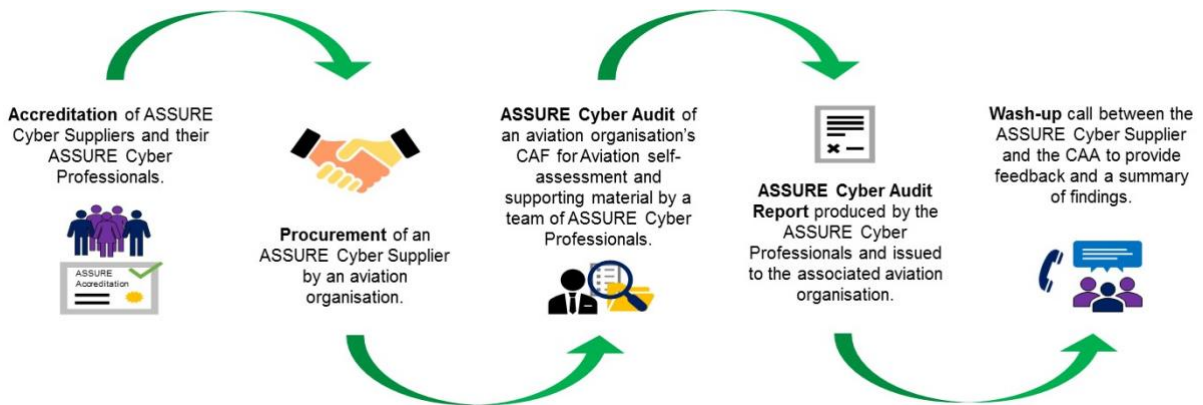 Accreditation of ASSURE
Cyber Suppliers and their
ASSURE Cyber
Professionals.
ASSURE
Accreditation
Procurement of an
ASSURE Cyber Supplier
by an aviation
organisation.
ASSURE Cyber Audit of
an aviation organisation's
CAF for Aviation self-
assessment and
supporting material by a
team of ASSURE Cyber
Professionals.
ASSURE Cyber Audit
Report produced by the
ASSURE Cyber
Professionals and issued
to the associated aviation
organisation.
Wash-up call between the
ASSURE Cyber Supplier
and the CAA to provide
feedback and a summary
of findings.